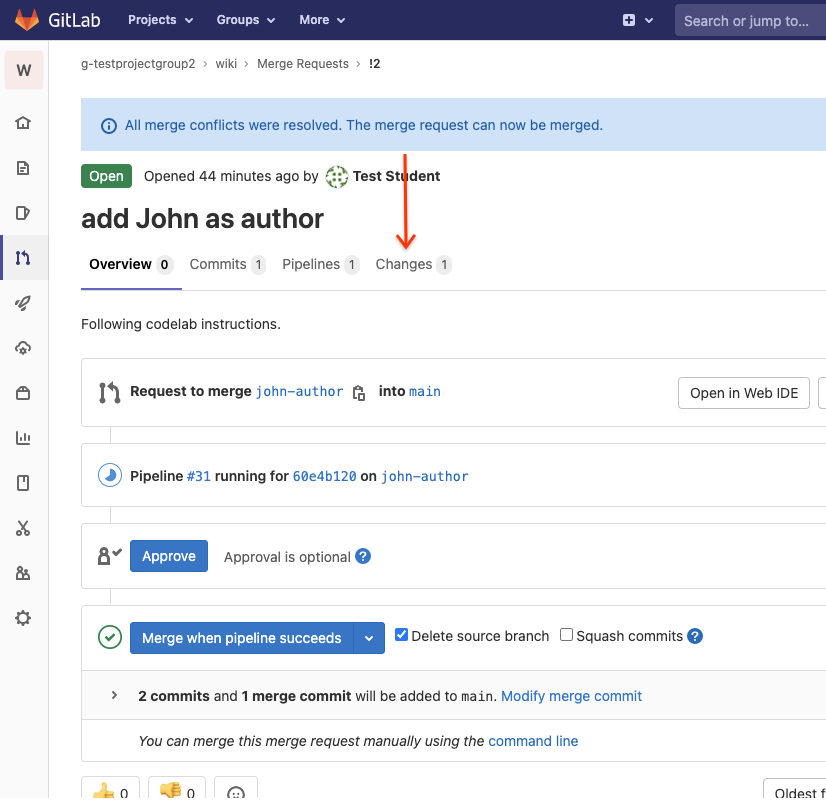 GitLab Projects Groups More Search or jump to...
W
g-testprojectgroup2 > wiki > Merge Requests > !2
All merge conflicts were resolved. The merge request can now be merged.
Open Opened 44 minutes ago by Test Student
add John as author
Overview 0 Commits 1 Pipelines 1 Changes 1
Following codelab instructions.
Request to merge john-author into main Open in Web IDE
Pipeline #31 running for 60e4b120 on john-author
Approve Approval is optional ?
Merge when pipeline succeeds Delete source branch Squash commits ?
2 commits and 1 merge commit will be added to main. Modify merge commit
You can merge this merge request manually using the command line
0 0 Oldest f